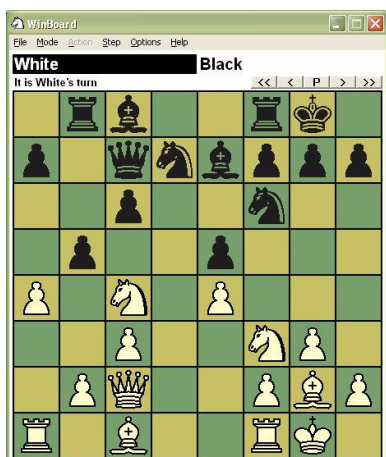 WinBoard
File Mode Action Step Options Help
White Black
It is White's turn << < P > >>